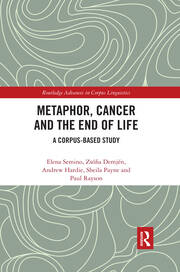 Routledge Advances in Corpus Linguistics
METAPHOR, CANCER
AND THE END OF LIFE
A CORPUS-BASED STUDY
Elena Semino, Zsófia Demjén,
Andrew Hardie, Sheila Payne and
Paul Rayson
R